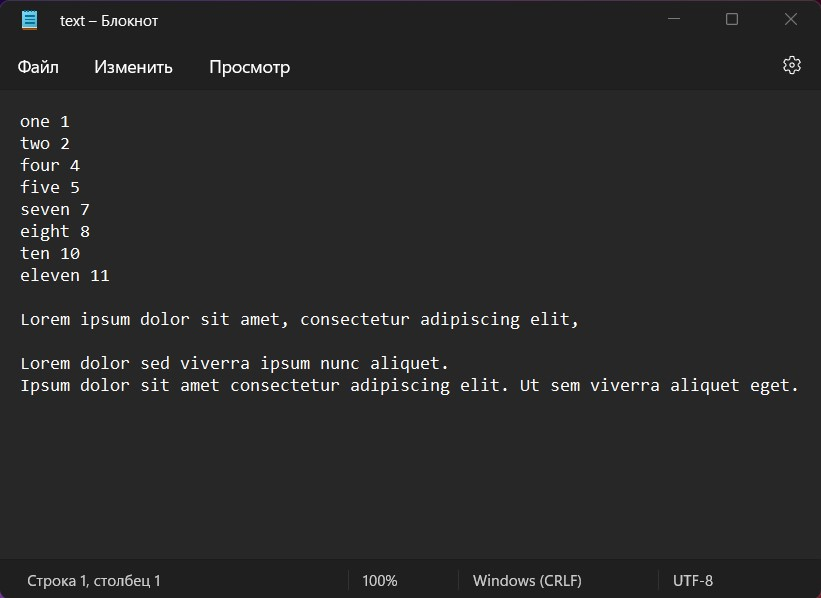 text – Блокнот
Файл Изменить Просмотр
one 1
two 2
four 4
five 5
seven 7
eight 8
ten 10
eleven 11
Lorem ipsum dolor sit amet, consectetur adipiscing elit,
Lorem dolor sed viverra ipsum nunc aliquet.
Ipsum dolor sit amet consectetur adipiscing elit. Ut sem viverra aliquet eget.
Строка 1, столбец 1 100% Windows (CRLF) UTF-8